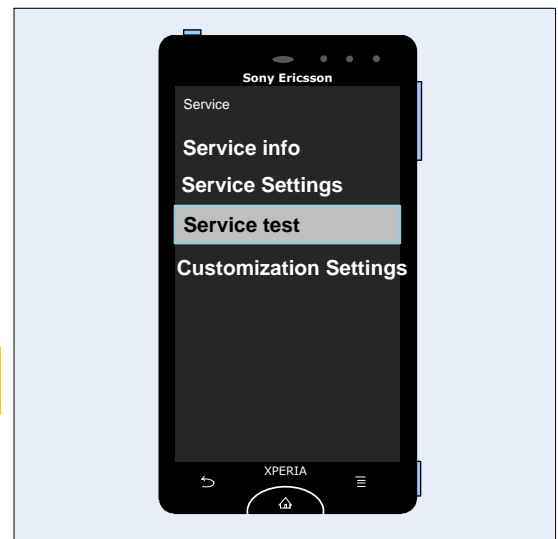 Sony Ericsson
Service
Service info
Service Settings
Service test
Customization Settings
XPERIA